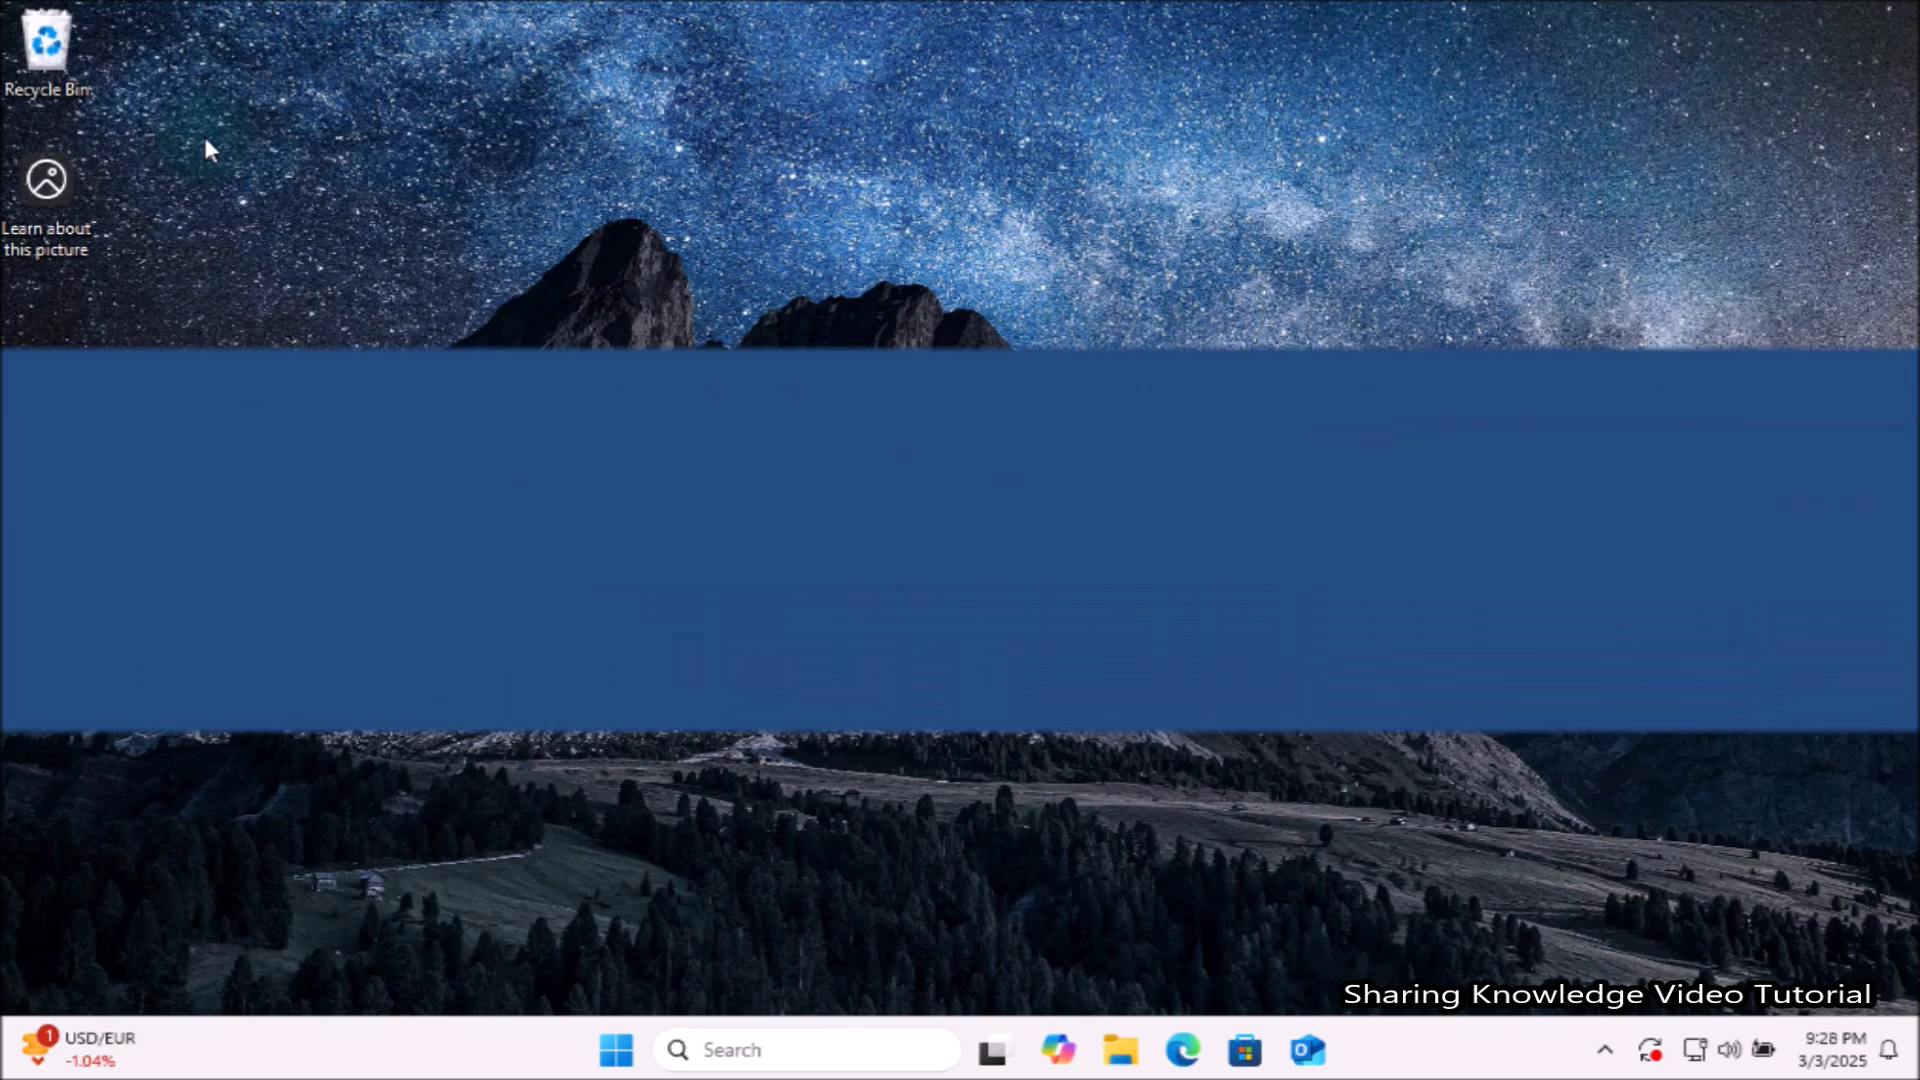 Recycle Bin
Learn about
this picture
Sharing Knowledge Video Tutorial
1
USD/EUR
-1.04%
Search
9:28 PM
3/3/2025